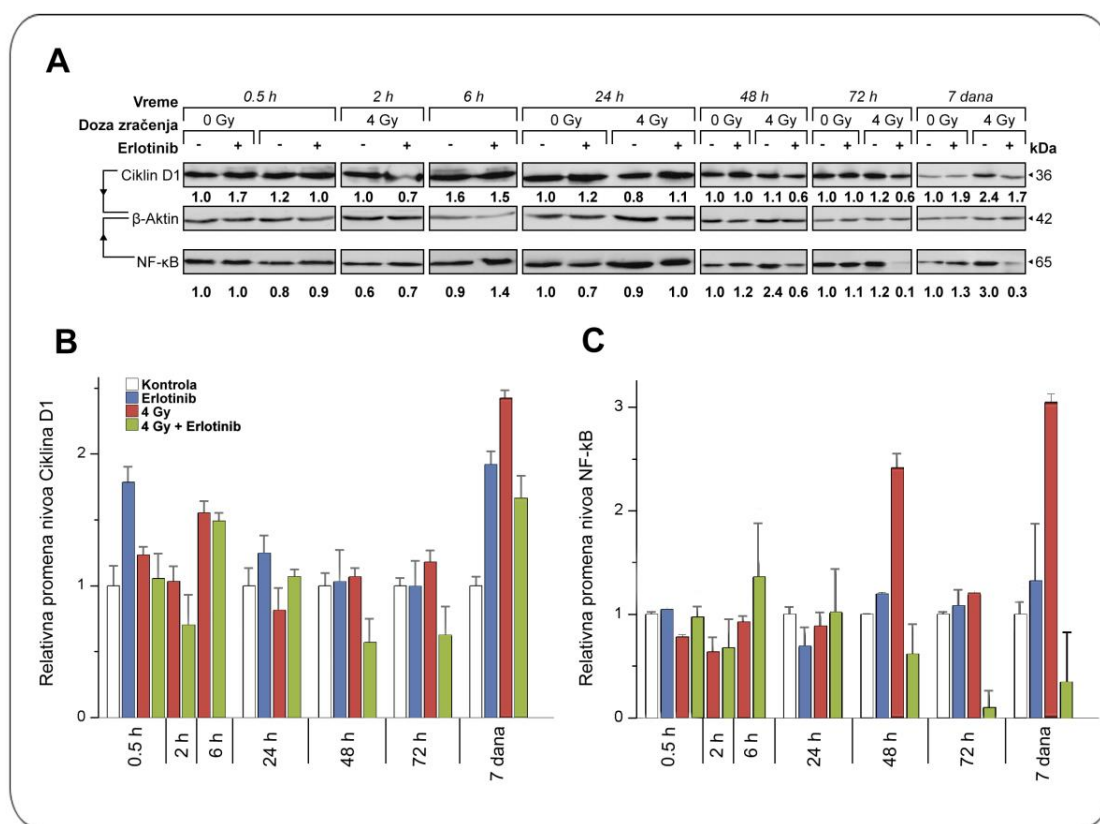 A
Vreme 0.5 h 2 h 6 h 24 h 48 h 72 h 7 dana
Doza zračenja 0 Gy 4 Gy 0 Gy 4 Gy 0 Gy 4 Gy 0 Gy 4 Gy 0 Gy 4 Gy
Erlotinib - + - + - + - + - + - + - + - + - + - + - + - + kDa
Ciklin D1 36
1.0 1.7 1.2 1.0 1.0 0.7 1.6 1.5 1.0 1.2 0.8 1.1 1.0 1.0 1.1 0.6 1.0 1.0 1.2 0.6 1.0 1.9 2.4 1.7
β-Aktin 42
NF-κB 65
1.0 1.0 0.8 0.9 0.6 0.7 0.9 1.4 1.0 0.7 0.9 1.0 1.0 1.2 2.4 0.6 1.0 1.1 1.2 0.1 1.0 1.3 3.0 0.3
B
Relativna promena nivoa Ciklina D1
Kontrola
Erlotinib
4 Gy
4 Gy + Erlotinib
2
1
0
0.5 h
2 h
6 h
24 h
48 h
72 h
7 dana
C
Relativna promena nivoa NF-kB
3
2
1
0
0.5 h
2 h
6 h
24 h
48 h
72 h
7 dana